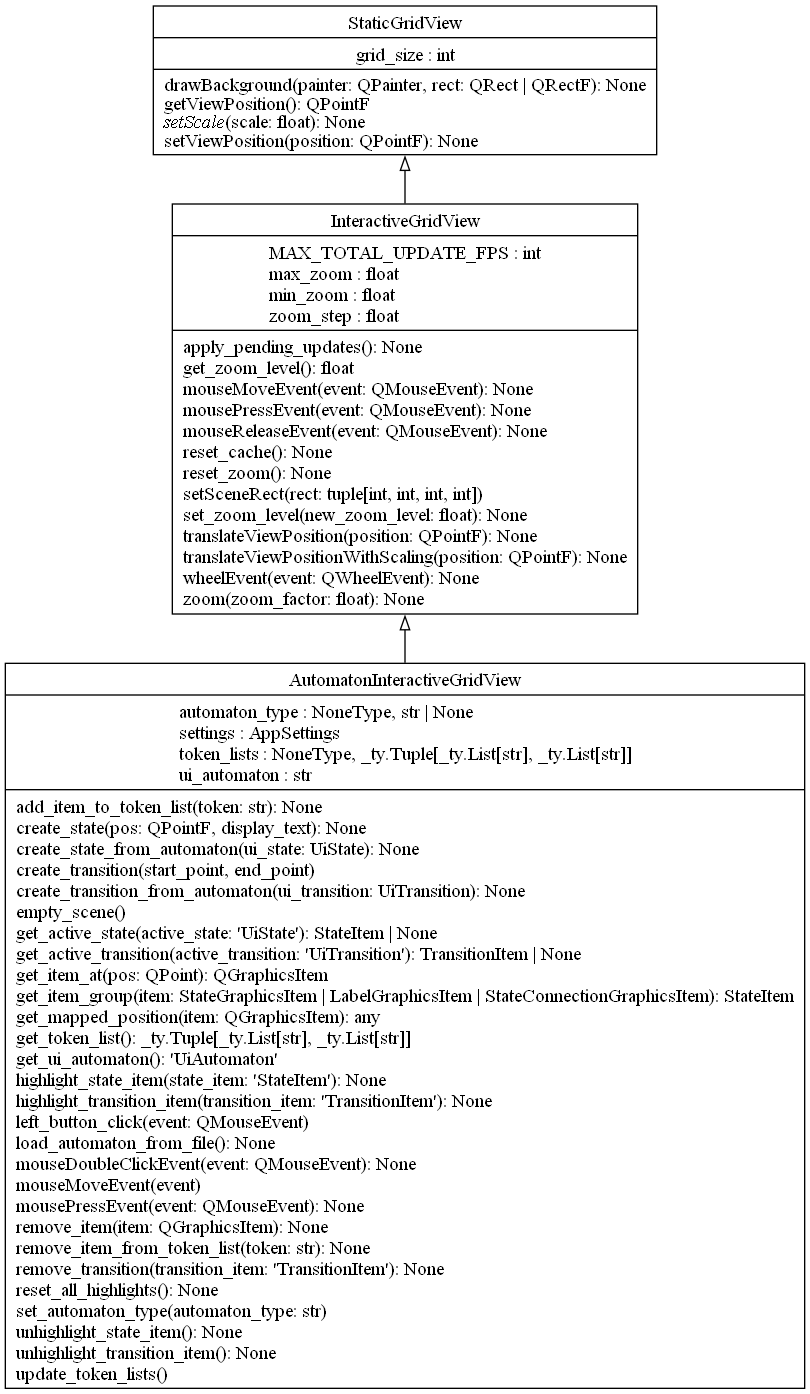 StaticGridView
grid_size : int
drawBackground(painter: QPainter, rect: QRect | QRectF): None
getViewPosition(): QPointF
setScale(scale: float): None
setViewPosition(position: QPointF): None
InteractiveGridView
MAX_TOTAL_UPDATE_FPS : int
max_zoom : float
min_zoom : float
zoom_step : float
apply_pending_updates(): None
get_zoom_level(): float
mouseMoveEvent(event: QMouseEvent): None
mousePressEvent(event: QMouseEvent): None
mouseReleaseEvent(event: QMouseEvent): None
reset_cache(): None
reset_zoom(): None
setSceneRect(rect: tuple[int, int, int, int])
set_zoom_level(new_zoom_level: float): None
translateViewPosition(position: QPointF): None
translateViewPositionWithScaling(position: QPointF): None
wheelEvent(event: QWheelEvent): None
zoom(zoom_factor: float): None
AutomatonInteractiveGridView
automaton_type : NoneType, str | None
settings : AppSettings
token_lists : NoneType, _ty.Tuple[_ty.List[str], _ty.List[str]]
ui_automaton : str
add_item_to_token_list(token: str): None
create_state(pos: QPointF, display_text): None
create_state_from_automaton(ui_state: UiState): None
create_transition(start_point, end_point)
create_transition_from_automaton(ui_transition: UiTransition): None
empty_scene()
get_active_state(active_state: 'UiState'): StateItem | None
get_active_transition(active_transition: 'UiTransition'): TransitionItem | None
get_item_at(pos: QPoint): QGraphicsItem
get_item_group(item: StateGraphicsItem | LabelGraphicsItem | StateConnectionGraphicsItem): StateItem
get_mapped_position(item: QGraphicsItem): any
get_token_list(): _ty.Tuple[_ty.List[str], _ty.List[str]]
get_ui_automaton(): 'UiAutomaton'
highlight_state_item(state_item: 'StateItem'): None
highlight_transition_item(transition_item: 'TransitionItem'): None
left_button_click(event: QMouseEvent)
load_automaton_from_file(): None
mouseDoubleClickEvent(event: QMouseEvent): None
mouseMoveEvent(event)
mousePressEvent(event: QMouseEvent): None
remove_item(item: QGraphicsItem): None
remove_item_from_token_list(token: str): None
remove_transition(transition_item: 'TransitionItem'): None
reset_all_highlights(): None
set_automaton_type(automaton_type: str)
unhighlight_state_item(): None
unhighlight_transition_item(): None
update_token_lists()